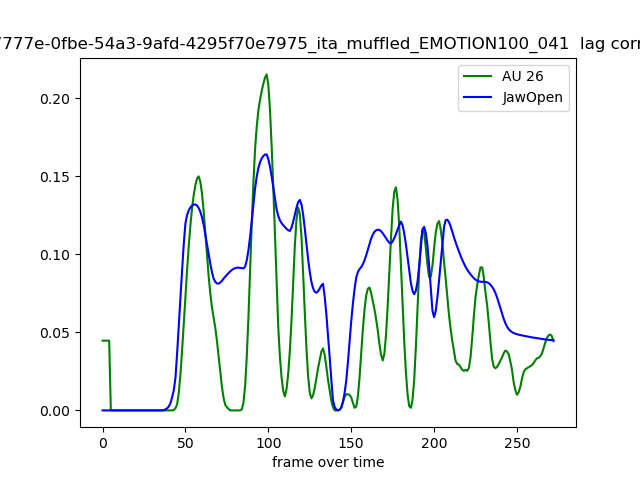 7777e-0fbe-54a3-9afd-4295f70e7975_ita_muffled_EMOTION100_041 lag corr
AU 26
JawOpen
0.20
0.15
0.10
0.05
0.00
0 50 100 150 200 250
frame over time